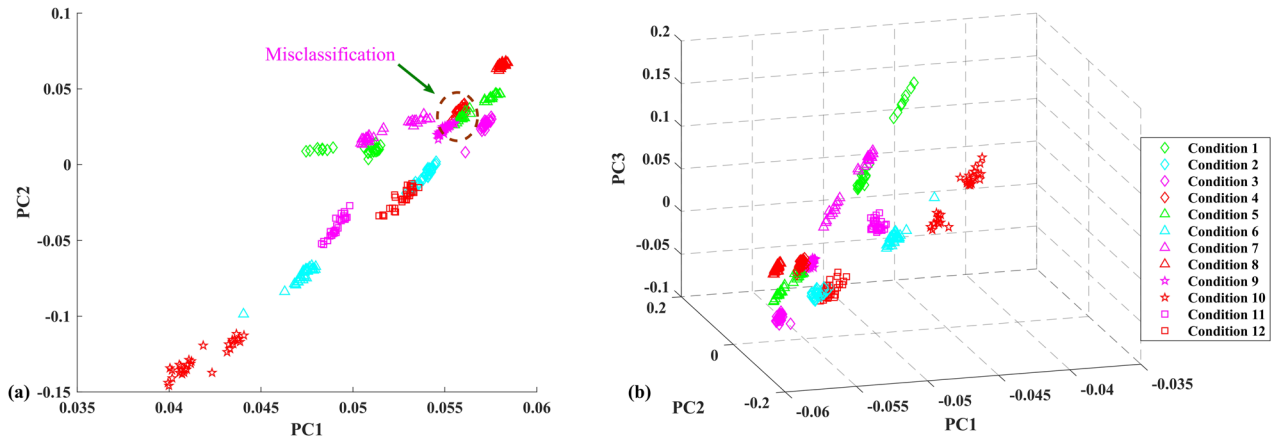 0.1
0.05
0
-0.05
-0.1
-0.15
PC2
Misclassification
0.035
0.04
0.045
0.05
0.055
0.06
PC1
(a)
0.2
0.15
0.1
0.05
0
-0.05
-0.1
PC3
0.2
0
-0.2
PC2
-0.06
-0.055
-0.05
-0.045
-0.04
-0.035
PC1
(b)
Condition 1
Condition 2
Condition 3
Condition 4
Condition 5
Condition 6
Condition 7
Condition 8
Condition 9
Condition 10
Condition 11
Condition 12